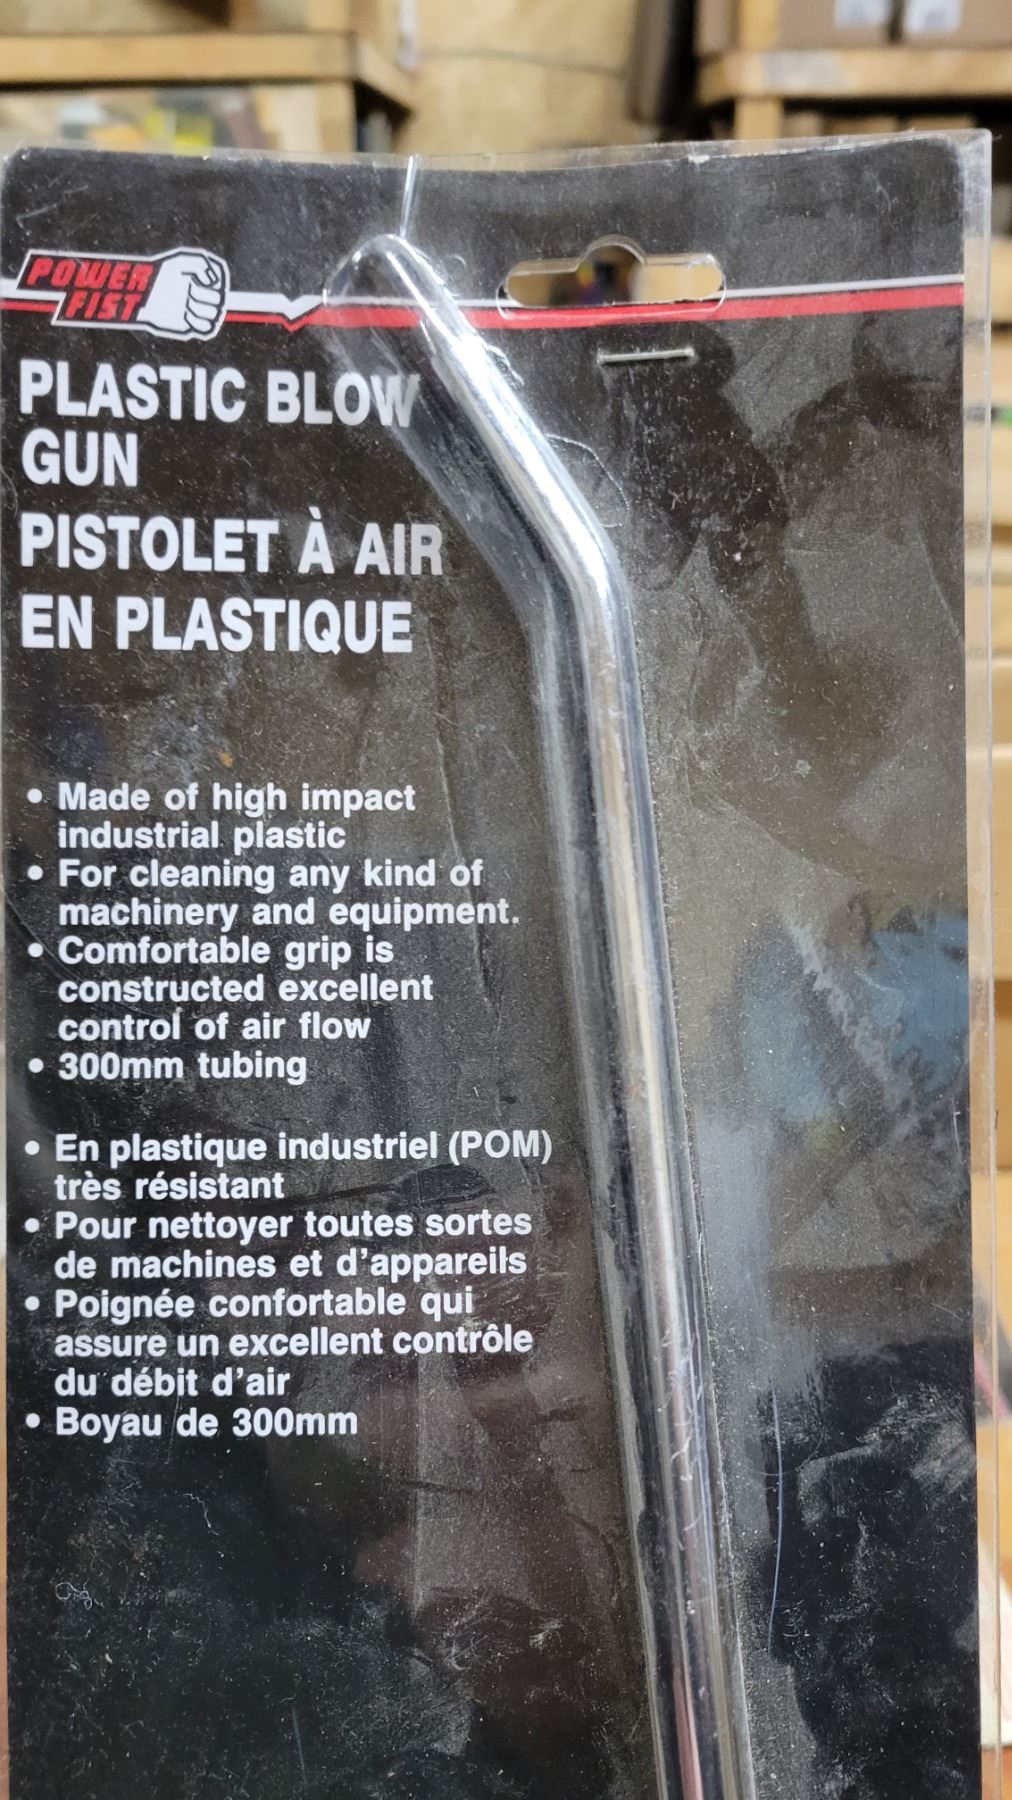 POWER
FIST
PLASTIC BLOW
GUN
PISTOLET À AIR
EN PLASTIQUE
• Made of high impact
industrial plastic
• For cleaning any kind of
machinery and equipment.
• Comfortable grip is
constructed excellent
control of air flow
• 300mm tubing
• En plastique industriel (POM)
très résistant
• Pour nettoyer toutes sortes
de machines et d'appareils
• Poignée confortable qui
assure un excellent contrôle
du débit d'air
• Boyau de 300mm